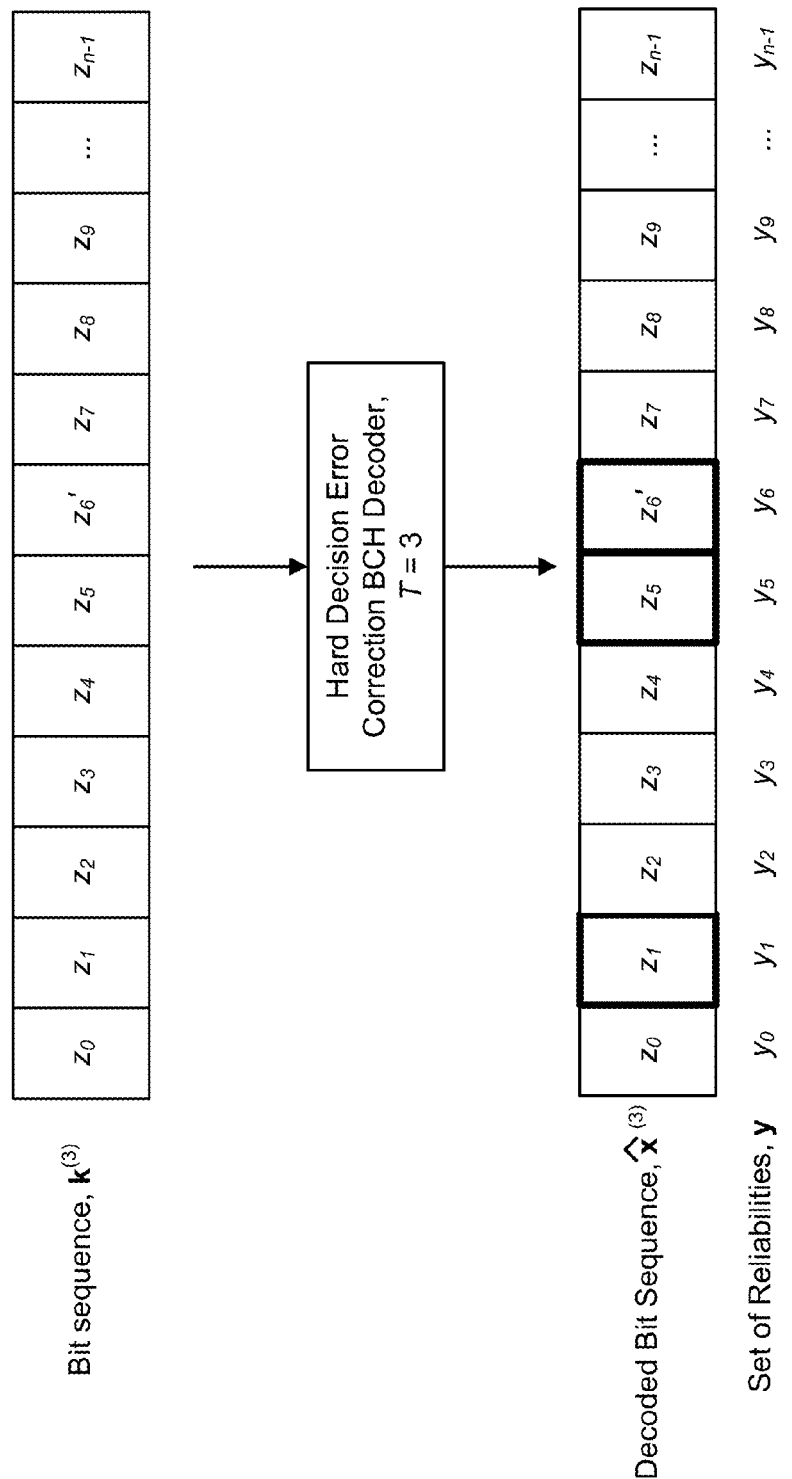 Bit sequence, k(3)
z0 z1 z2 z3 z4 z5 z6' z7 z8 z9 ... zn-1
Hard Decision Error
Correction BCH Decoder,
T = 3
Decoded Bit Sequence, x̂(3)
z0 z1 z2 z3 z4 z5 z6' z7 z8 z9 ... zn-1
Set of Reliabilities, y
y0 y1 y2 y3 y4 y5 y6 y7 y8 y9 ... yn-1